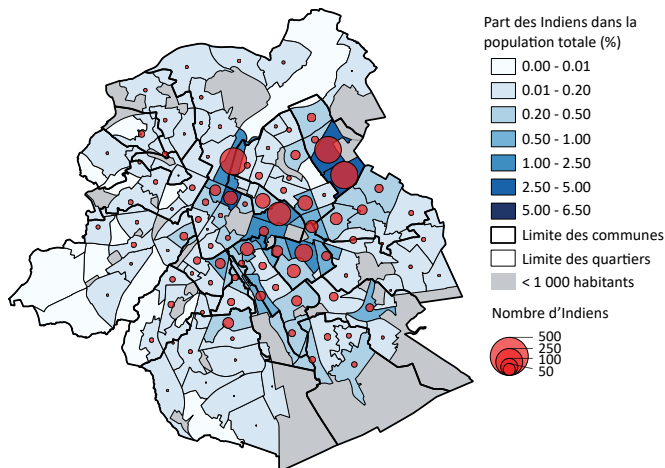 Part des Indiens dans la
population totale (%)
0.00 - 0.01
0.01 - 0.20
0.20 - 0.50
0.50 - 1.00
1.00 - 2.50
2.50 - 5.00
5.00 - 6.50
Limite des communes
Limite des quartiers
< 1 000 habitants
Nombre d'Indiens
500
250
100
50